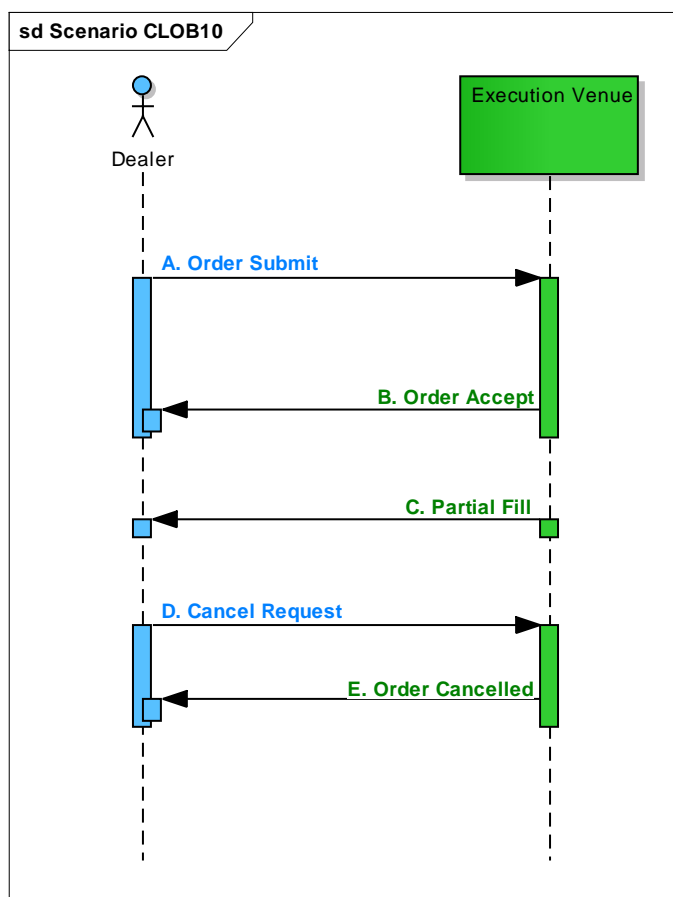 sd Scenario CLOB10
Dealer
Execution Venue
A. Order Submit
B. Order Accept
C. Partial Fill
D. Cancel Request
E. Order Cancelled